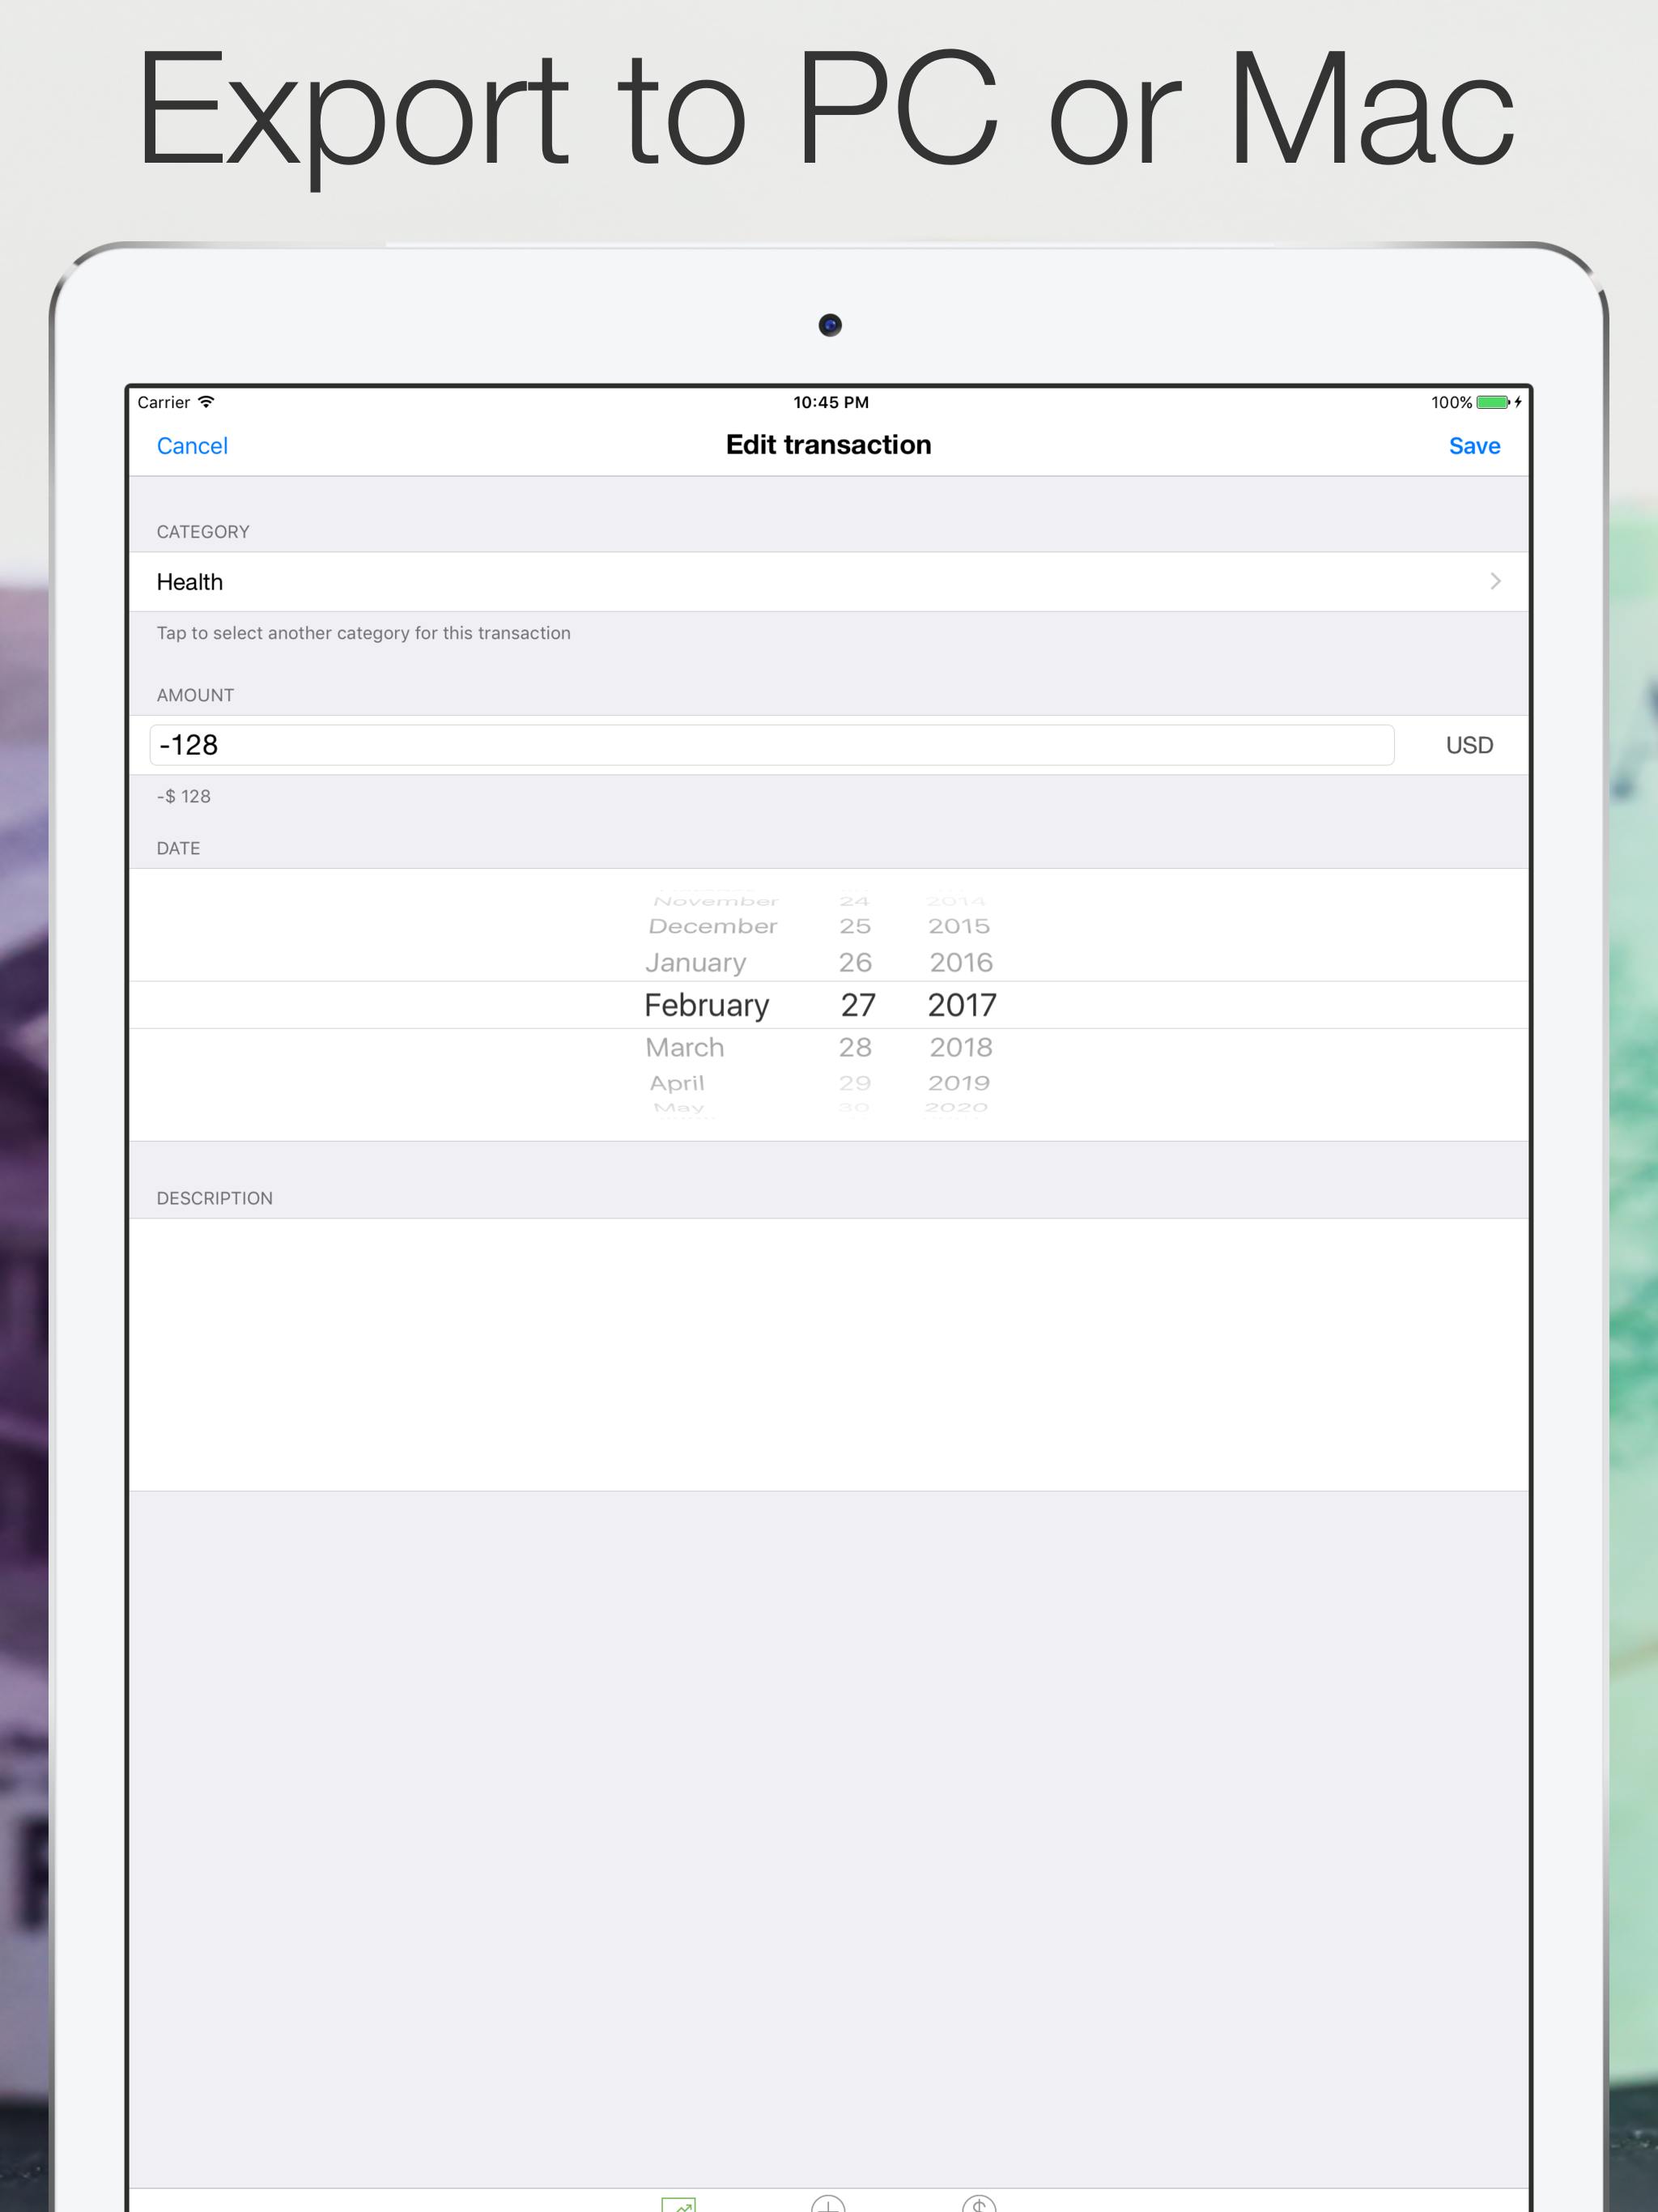 Export to PC or Mac
Carrier 10:45 PM 100%
Cancel Edit transaction Save
CATEGORY
Health
Tap to select another category for this transaction
AMOUNT
-128 USD
-$ 128
DATE
November 24 2014
December 25 2015
January 26 2016
February 27 2017
March 28 2018
April 29 2019
May 30 2020
DESCRIPTION